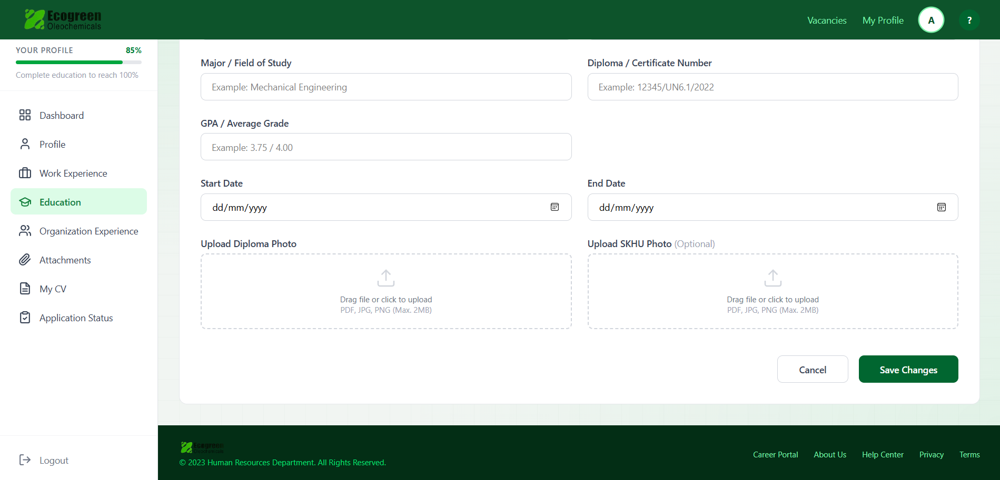 Ecogreen
Oleochemicals
Vacancies
My Profile
A
?
YOUR PROFILE
85%
Complete education to reach 100%
Dashboard
Profile
Work Experience
Education
Organization Experience
Attachments
My CV
Application Status
Logout
Major / Field of Study
Example: Mechanical Engineering
Diploma / Certificate Number
Example: 12345/UN6.1/2022
GPA / Average Grade
Example: 3.75 / 4.00
Start Date
dd/mm/yyyy
End Date
dd/mm/yyyy
Upload Diploma Photo
Drag file or click to upload
PDF, JPG, PNG (Max. 2MB)
Upload SKHU Photo (Optional)
Drag file or click to upload
PDF, JPG, PNG (Max. 2MB)
Cancel
Save Changes
Ecogreen
Oleochemicals
© 2023 Human Resources Department. All Rights Reserved.
Career Portal
About Us
Help Center
Privacy
Terms